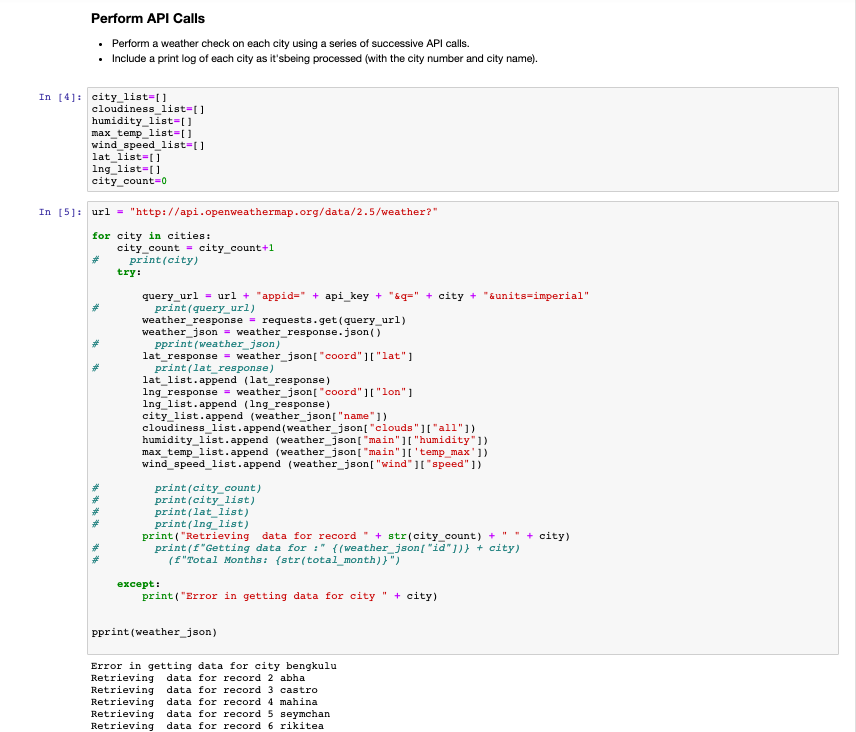 Perform API Calls
• Perform a weather check on each city using a series of successive API calls.
• Include a print log of each city as it'sbeing processed (with the city number and city name).
In [4]: city_list=[]
cloudiness_list=[]
humidity_list=[]
max_temp_list=[]
wind_speed_list=[]
lat_list=[]
lng_list=[]
city_count=0
In [5]: url = "http://api.openweathermap.org/data/2.5/weather?"
for city in cities:
    city_count = city_count+1
#     print(city)
    try:
        query_url = url + "appid=" + api_key + "&q=" + city + "&units=imperial"
#         print(query_url)
        weather_response = requests.get(query_url)
        weather_json = weather_response.json()
#         pprint(weather_json)
        lat_response = weather_json["coord"]["lat"]
#         print(lat_response)
        lat_list.append (lat_response)
        lng_response = weather_json["coord"]["lon"]
        lng_list.append (lng_response)
        city_list.append (weather_json["name"])
        cloudiness_list.append(weather_json["clouds"]["all"])
        humidity_list.append (weather_json["main"]["humidity"])
        max_temp_list.append (weather_json["main"]['temp_max'])
        wind_speed_list.append (weather_json["wind"]["speed"])
#         print(city_count)
#         print(city_list)
#         print(lat_list)
#         print(lng_list)
        print("Retrieving  data for record " + str(city_count) + " " + city)
#         print(f"Getting data for :" {(weather_json["id"])} + city)
#           (f"Total Months: {str(total_month)}")
    except:
        print("Error in getting data for city " + city)
pprint(weather_json)
Error in getting data for city bengkulu
Retrieving  data for record 2 abha
Retrieving  data for record 3 castro
Retrieving  data for record 4 mahina
Retrieving  data for record 5 seymchan
Retrieving  data for record 6 rikitea